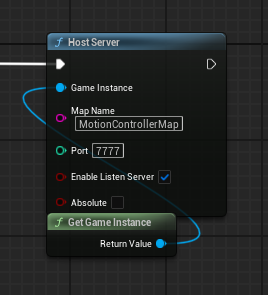 f Host Server
Game Instance
Map Name
MotionControllerMap
Port 7777
Enable Listen Server
Absolute
f Get Game Instance
Return Value